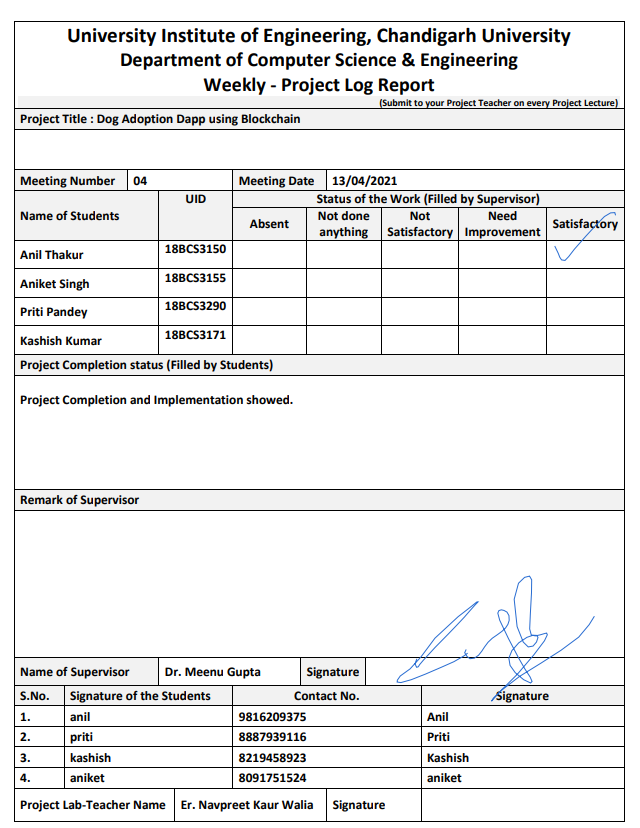 University Institute of Engineering, Chandigarh University
Department of Computer Science & Engineering
Weekly - Project Log Report
(Submit to your Project Teacher on every Project Lecture)
Project Title : Dog Adoption Dapp using Blockchain
Meeting Number 04 Meeting Date 13/04/2021
Name of Students UID Status of the Work (Filled by Supervisor)
Absent Not done anything Not Satisfactory Need Improvement Satisfactory
Anil Thakur 18BCS3150
Aniket Singh 18BCS3155
Priti Pandey 18BCS3290
Kashish Kumar 18BCS3171
Project Completion status (Filled by Students)
Project Completion and Implementation showed.
Remark of Supervisor
Name of Supervisor Dr. Meenu Gupta Signature
S.No. Signature of the Students Contact No. Signature
1. anil 9816209375 Anil
2. priti 8887939116 Priti
3. kashish 8219458923 Kashish
4. aniket 8091751524 aniket
Project Lab-Teacher Name Er. Navpreet Kaur Walia Signature